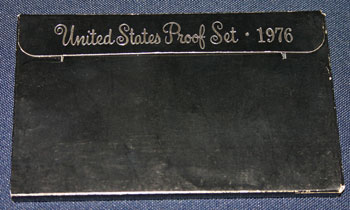 United States Proof Set · 1976